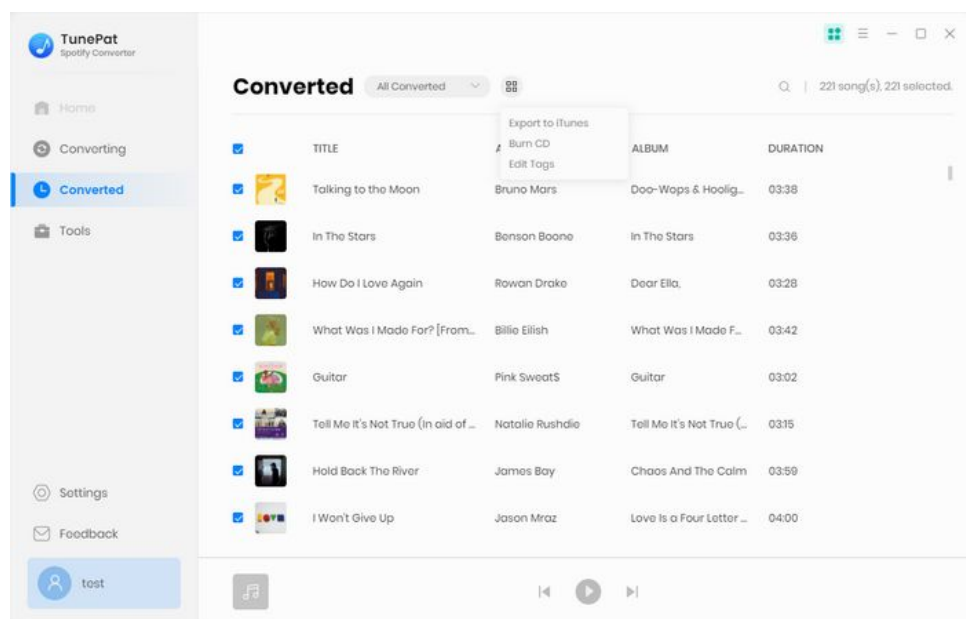 TunePat
Spotify Converter
Home
Converting
Converted
Tools
Settings
Feedback
test
Converted All Converted
221 song(s), 221 selected.
Export to iTunes
Burn CD
Edit Tags
TITLE ALBUM DURATION
Talking to the Moon Bruno Mars Doo-Wops & Hoolig... 03:38
In The Stars Benson Boone In The Stars 03:36
How Do I Love Again Rowan Drake Dear Ella, 03:28
What Was I Made For? [From... Billie Eilish What Was I Made F... 03:42
Guitar Pink Sweat$ Guitar 03:02
Tell Me It's Not True (In aid of ... Natalie Rushdie Tell Me It's Not True (... 03:15
Hold Back The River James Bay Chaos And The Calm 03:59
I Won't Give Up Jason Mraz Love Is a Four Letter ... 04:00